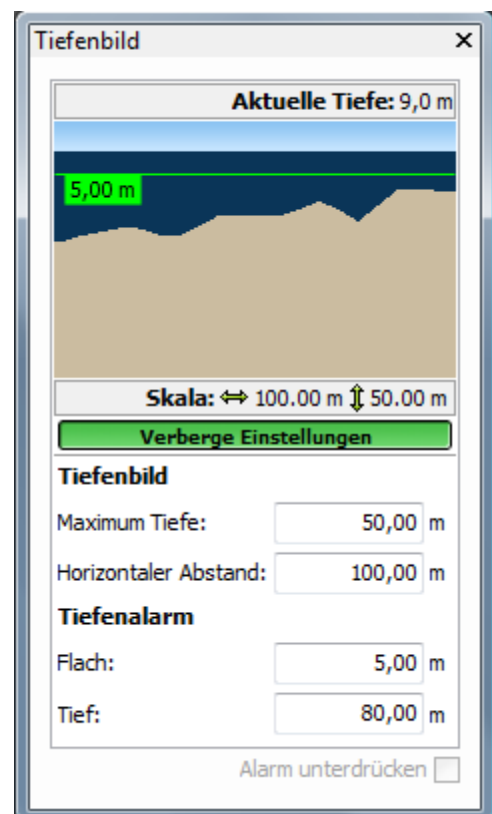 Tiefenbild
Aktuelle Tiefe: 9,0 m
5,00 m
Skala: 100.00 m 50.00 m
Verberge Einstellungen
Tiefenbild
Maximum Tiefe: 50,00 m
Horizontaler Abstand: 100,00 m
Tiefenalarm
Flach: 5,00 m
Tief: 80,00 m
Alarm unterdrücken